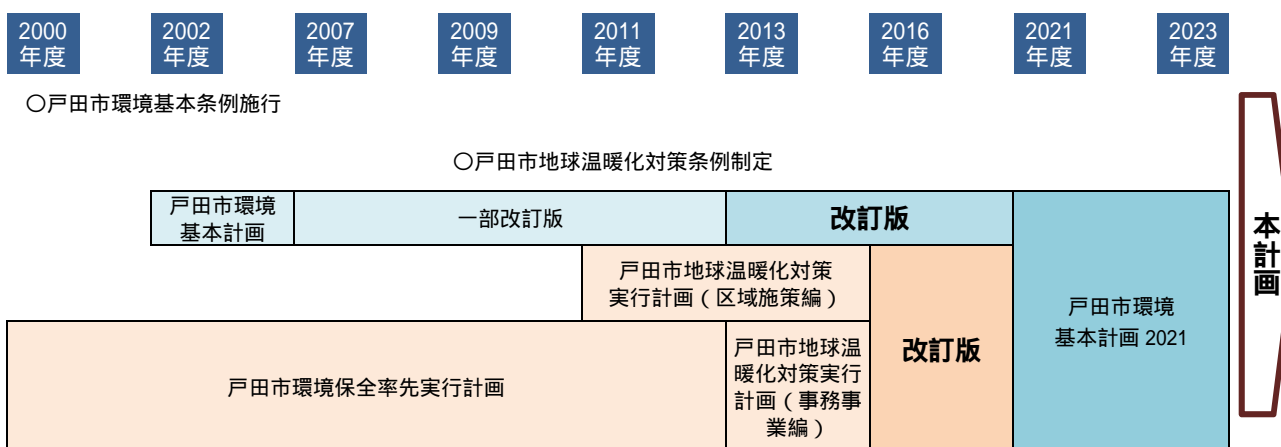 2000
年度
2002
年度
2007
年度
2009
年度
2011
年度
2013
年度
2016
年度
2021
年度
2023
年度
〇戸田市環境基本条例施行
〇戸田市地球温暖化対策条例制定
戸田市環境
基本計画
一部改訂版
改訂版
戸田市地球温暖化対策
実行計画(区域施策編)
戸田市環境
基本計画 2021
本計画
戸田市環境保全率先実行計画
戸田市地球温
暖化対策実行
計画(事務事
業編)
改訂版